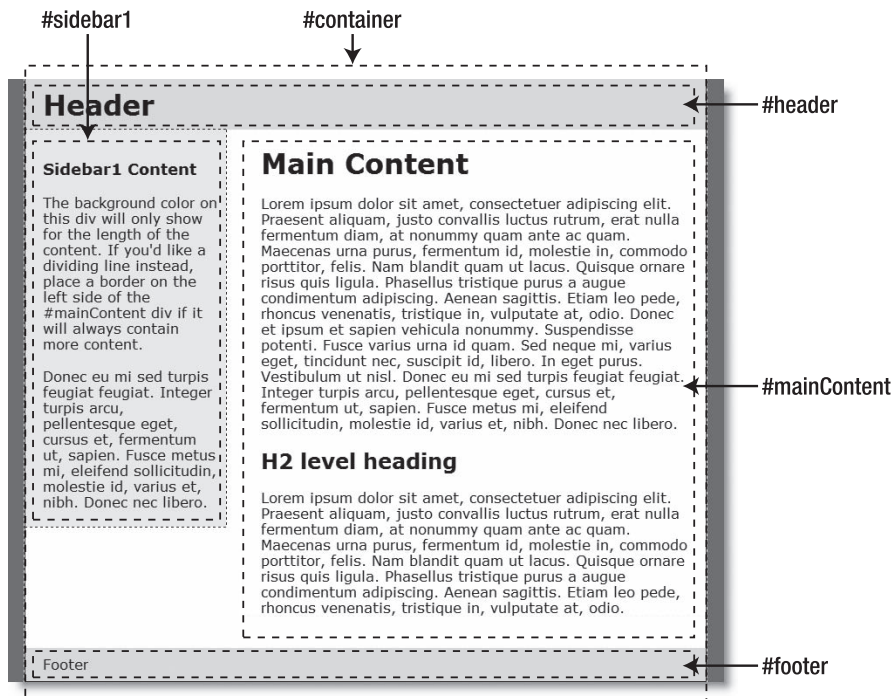 #sidebar1
#container
Header
#header
Sidebar1 Content
The background color on
this div will only show
for the length of the
content. If you'd like a
dividing line instead,
place a border on the
left side of the
#mainContent div if it
will always contain
more content.
Donec eu mi sed turpis
feugiat feugiat. Integer
turpis arcu,
pellentesque eget,
cursus et, fermentum
ut, sapien. Fusce metus
mi, eleifend sollicitudin,
molestie id, varius et,
nibh. Donec nec libero.
Main Content
Lorem ipsum dolor sit amet, consectetuer adipiscing elit.
Praesent aliquam, justo convallis luctus rutrum, erat nulla
fermentum diam, at nonummy quam ante ac quam.
Maecenas urna purus, fermentum id, molestie in, commodo
porttitor, felis. Nam blandit quam ut lacus. Quisque ornare
risus quis ligula. Phasellus tristique purus a augue
condimentum adipiscing. Aenean sagittis. Etiam leo pede,
rhoncus venenatis, tristique in, vulputate at, odio. Donec
et ipsum et sapien vehicula nonummy. Suspendisse
potenti. Fusce varius urna id quam. Sed neque mi, varius
eget, tincidunt nec, suscipit id, libero. In eget purus.
Vestibulum ut nisl. Donec eu mi sed turpis feugiat feugiat.
Integer turpis arcu, pellentesque eget, cursus et,
fermentum ut, sapien. Fusce metus mi, eleifend
sollicitudin, molestie id, varius et, nibh. Donec nec libero.
#mainContent
H2 level heading
Lorem ipsum dolor sit amet, consectetuer adipiscing elit.
Praesent aliquam, justo convallis luctus rutrum, erat nulla
fermentum diam, at nonummy quam ante ac quam.
Maecenas urna purus, fermentum id, molestie in, commodo
porttitor, felis. Nam blandit quam ut lacus. Quisque ornare
risus quis ligula. Phasellus tristique purus a augue
condimentum adipiscing. Aenean sagittis. Etiam leo pede,
rhoncus venenatis, tristique in, vulputate at, odio.
Footer
#footer